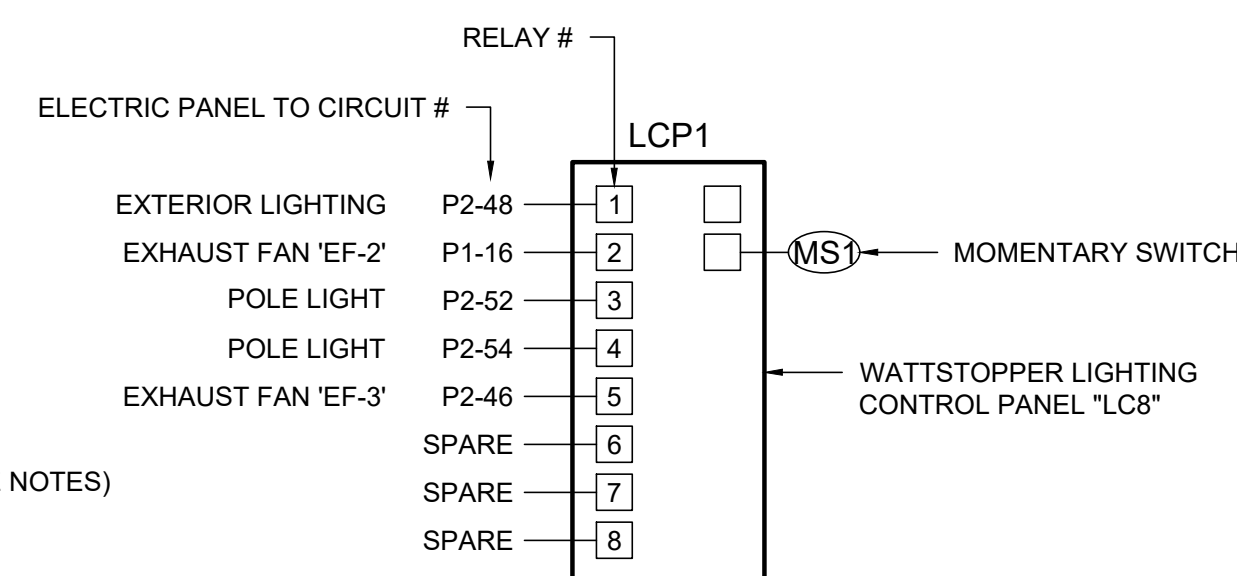 RELAY #
ELECTRIC PANEL TO CIRCUIT #
LCP1
EXTERIOR LIGHTING P2-48 1
EXHAUST FAN 'EF-2' P1-16 2 MS1 MOMENTARY SWITCH
POLE LIGHT P2-52 3
POLE LIGHT P2-54 4
WATTSTOPPER LIGHTING
CONTROL PANEL "LC8"
EXHAUST FAN 'EF-3' P2-46 5
SPARE 6
NOTES)
SPARE 7
SPARE 8